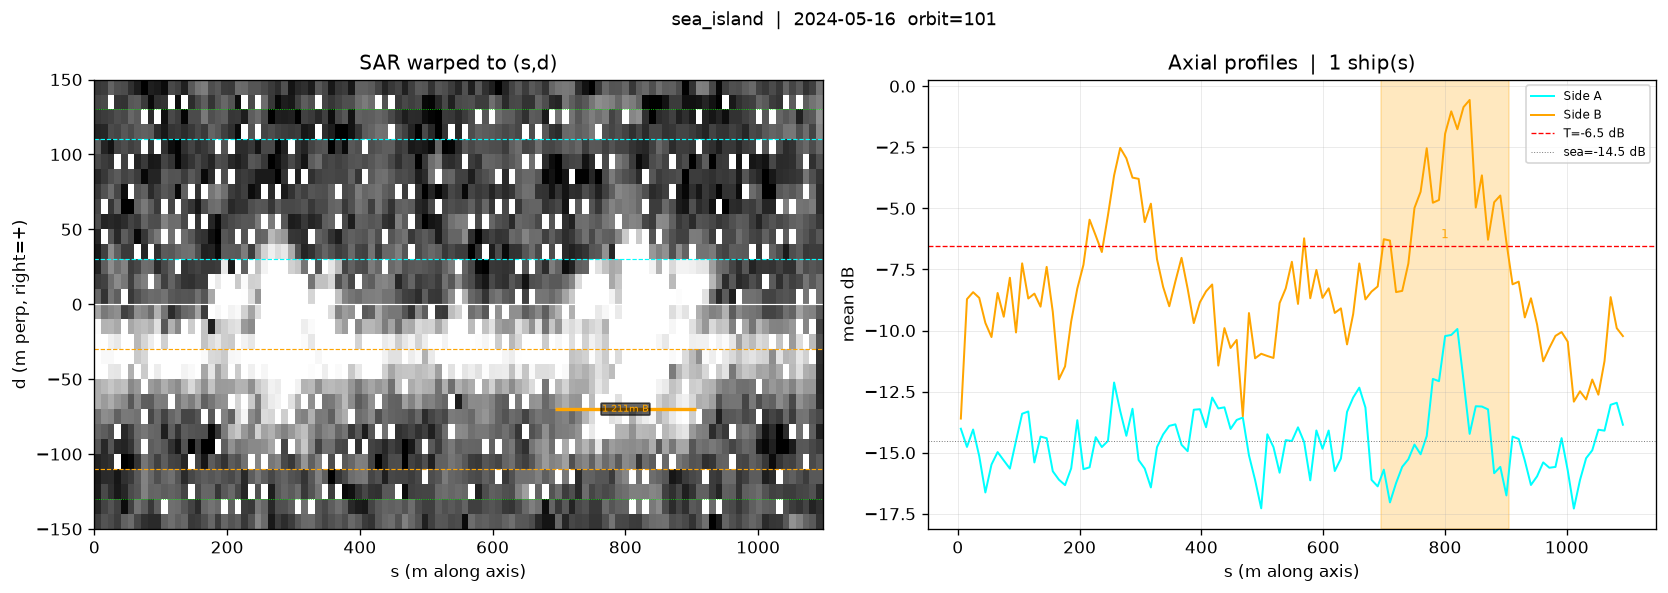 sea_island  |  2024-05-16  orbit=101
SAR warped to (s,d)
150
100
50
0
−50
−100
−150
d (m perp, right=+)
1 211m B
0
200
400
600
800
1000
s (m along axis)
Axial profiles  |  1 ship(s)
0.0
−2.5
−5.0
−7.5
−10.0
−12.5
−15.0
−17.5
mean dB
1
Side A
Side B
T=-6.5 dB
sea=-14.5 dB
0
200
400
600
800
1000
s (m along axis)